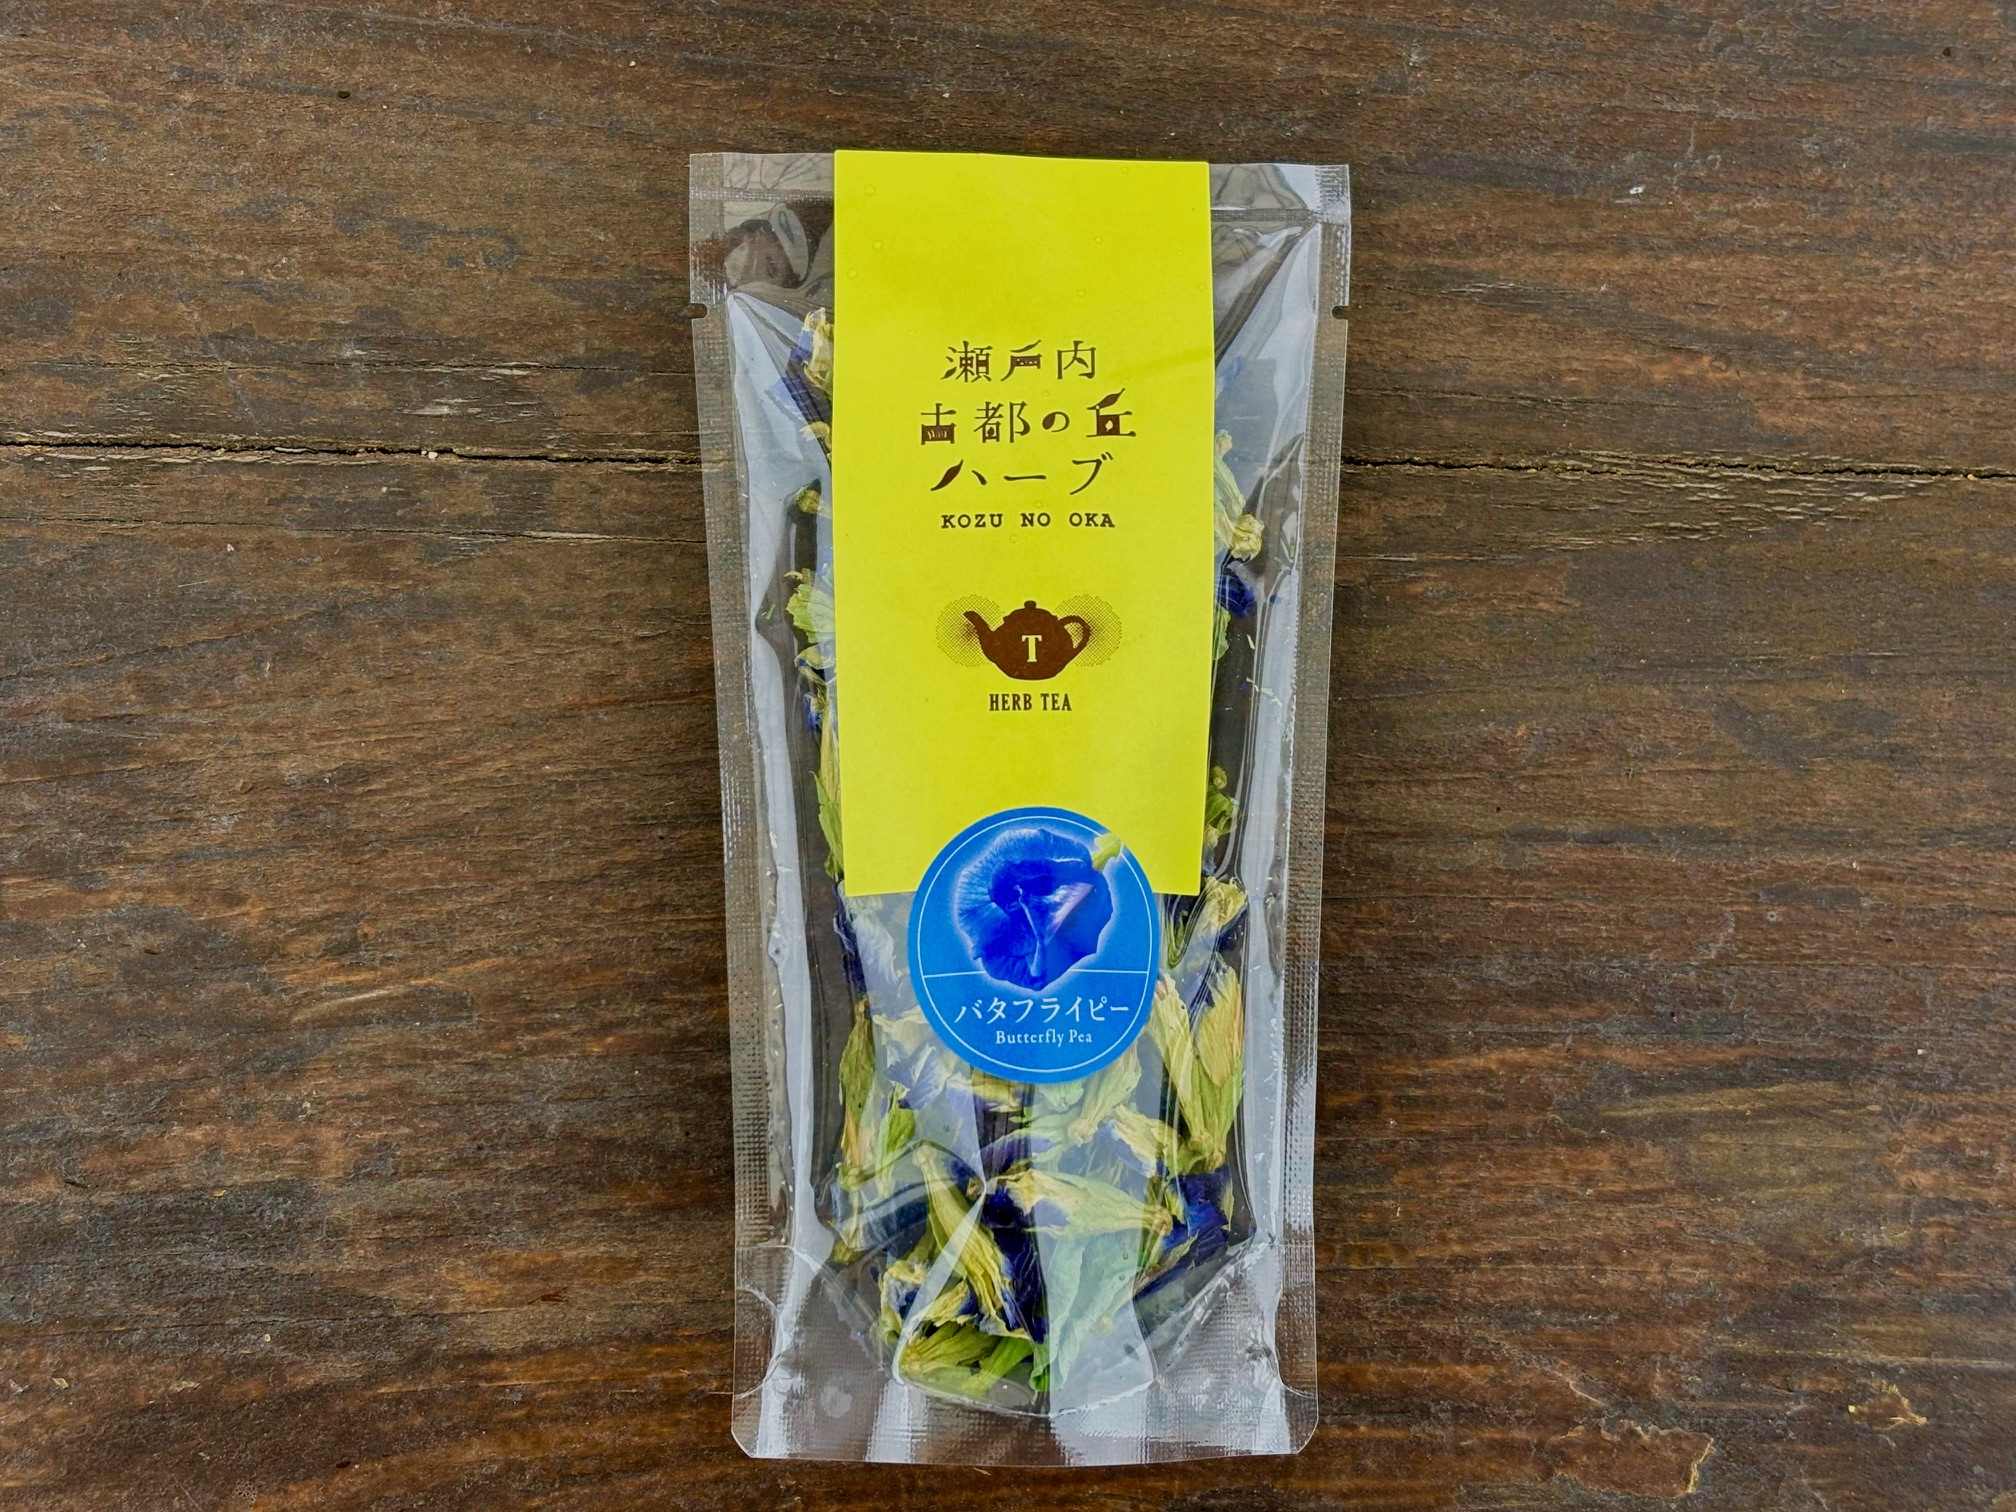 瀬戸内
古都の丘
ハーブ
KOZU NO OKA
T
HERB TEA
バタフライピー
Butterfly Pea